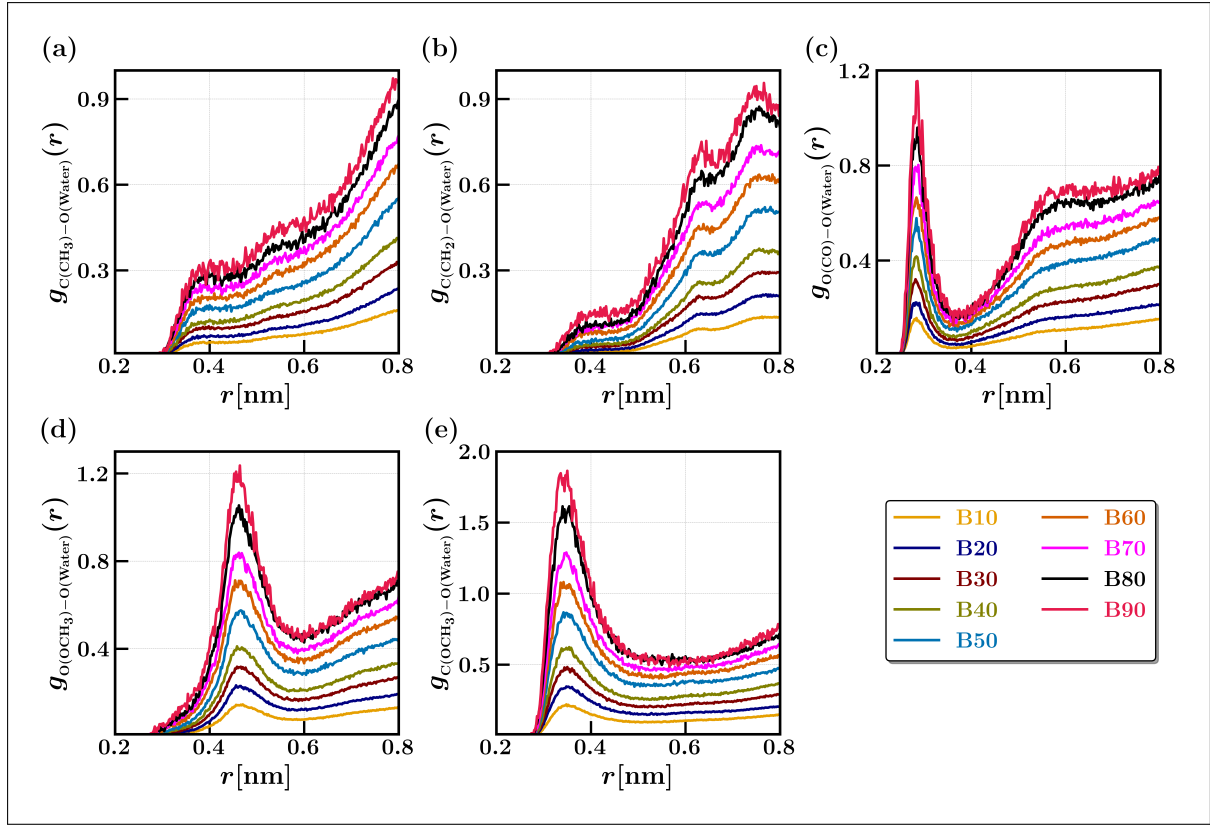 (a)
g_C(CH₃)−O(Water)(r)
0.9
0.6
0.3
0.2 0.4 0.6 0.8
r[nm]
(b)
g_C(CH₂)−O(Water)(r)
0.9
0.6
0.3
0.2 0.4 0.6 0.8
r[nm]
(c)
g_O(CO)−O(Water)(r)
1.2
0.8
0.4
0.2 0.4 0.6 0.8
r[nm]
(d)
g_O(OCH₃)−O(Water)(r)
1.2
0.8
0.4
0.2 0.4 0.6 0.8
r[nm]
(e)
g_C(OCH₃)−O(Water)(r)
2.0
1.5
1.0
0.5
0.2 0.4 0.6 0.8
r[nm]
B10
B20
B30
B40
B50
B60
B70
B80
B90